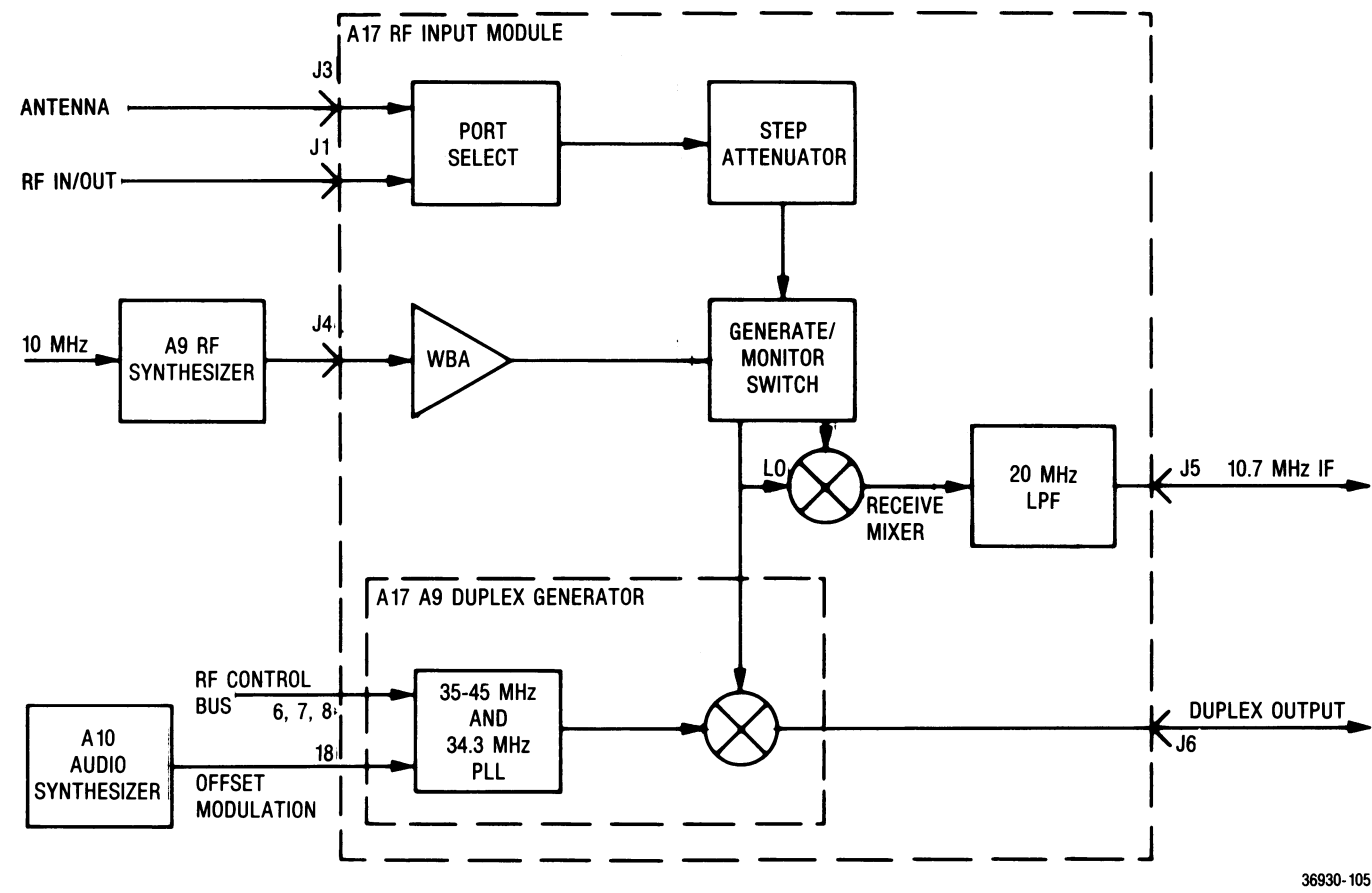 A17 RF INPUT MODULE
J3
ANTENNA
PORT
SELECT
STEP
ATTENUATOR
J1
RF IN/OUT
10 MHz
A9 RF
SYNTHESIZER
J4
WBA
GENERATE/
MONITOR
SWITCH
LO
RECEIVE
MIXER
20 MHz
LPF
J5
10.7 MHz IF
A17 A9 DUPLEX GENERATOR
RF CONTROL
BUS
6, 7, 8
35-45 MHz
AND
34.3 MHz
PLL
DUPLEX OUTPUT
J6
A10
AUDIO
SYNTHESIZER
18
OFFSET
MODULATION
36930-105